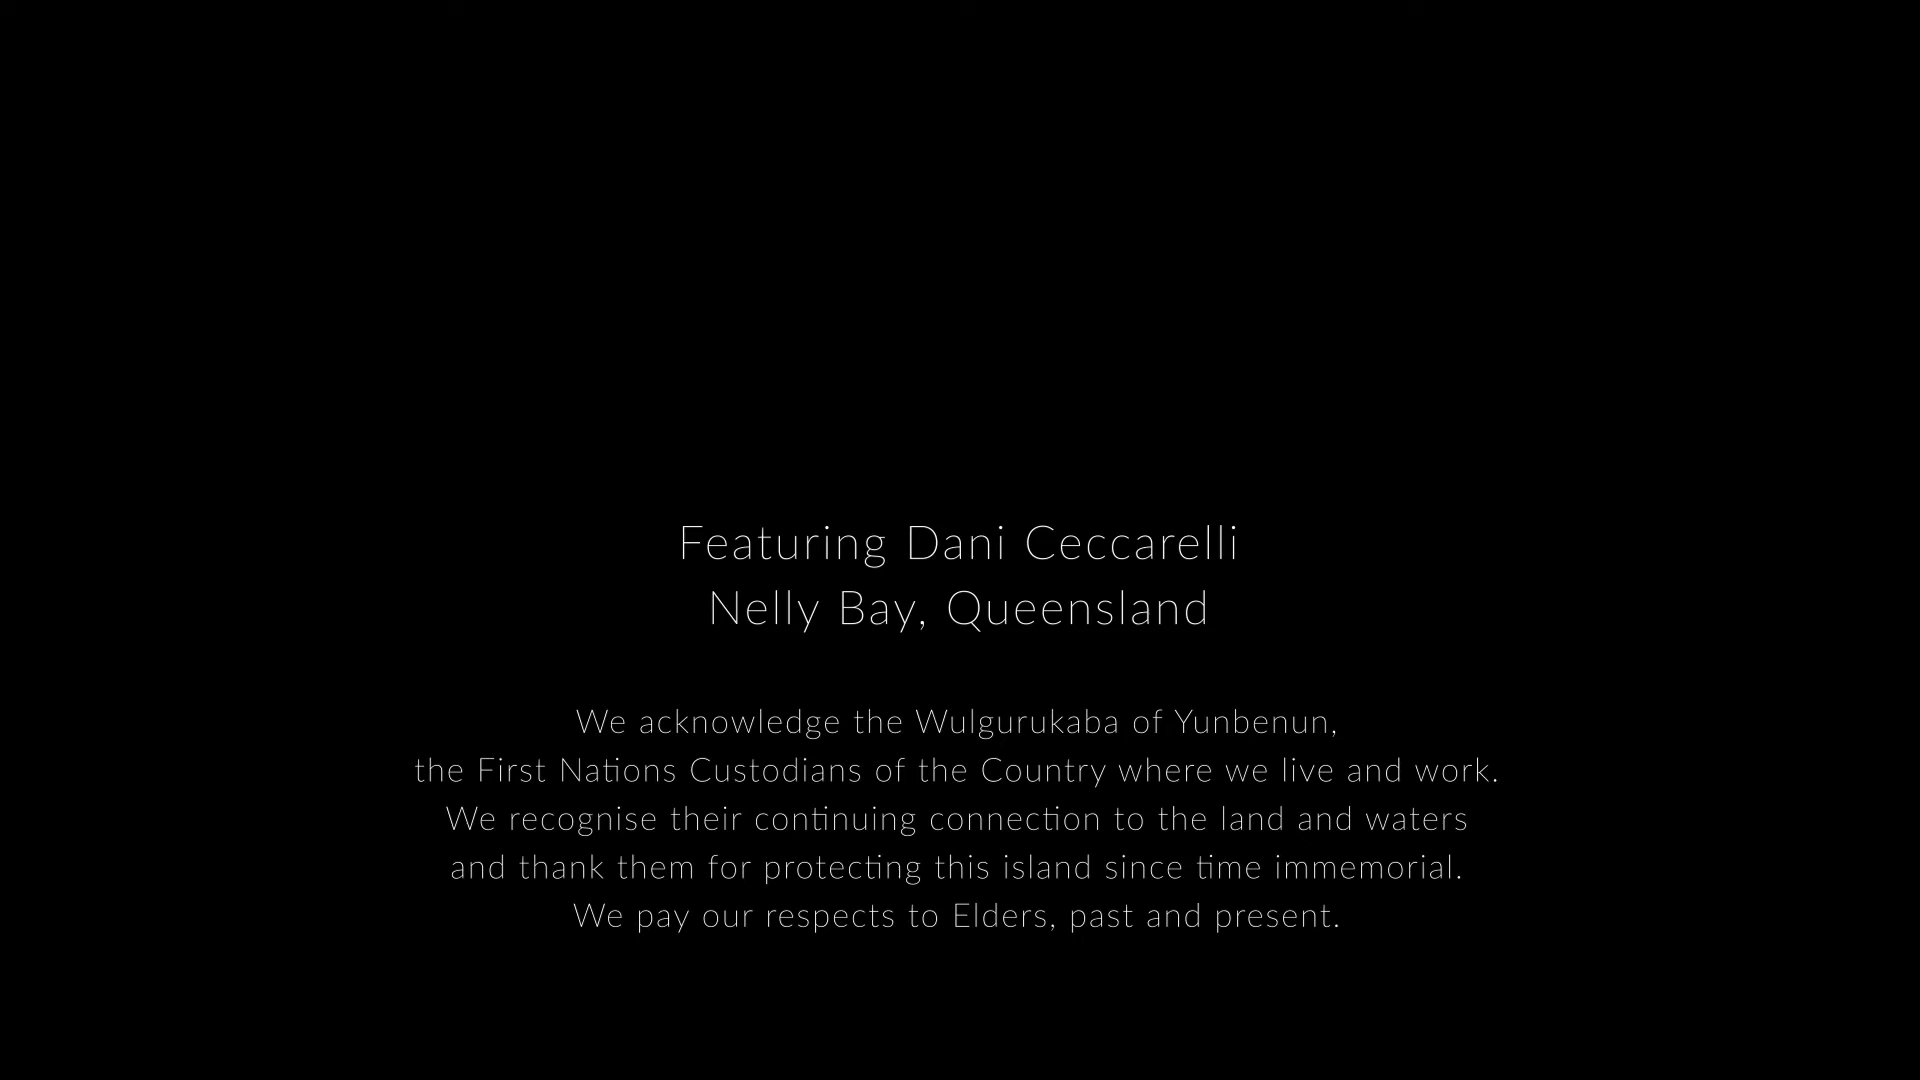 Featuring Dani Ceccarelli
Nelly Bay, Queensland
We acknowledge the Wulgurukaba of Yunbenun,
the First Nations Custodians of the Country where we live and work.
We recognise their continuing connection to the land and waters
and thank them for protecting this island since time immemorial.
We pay our respects to Elders, past and present.